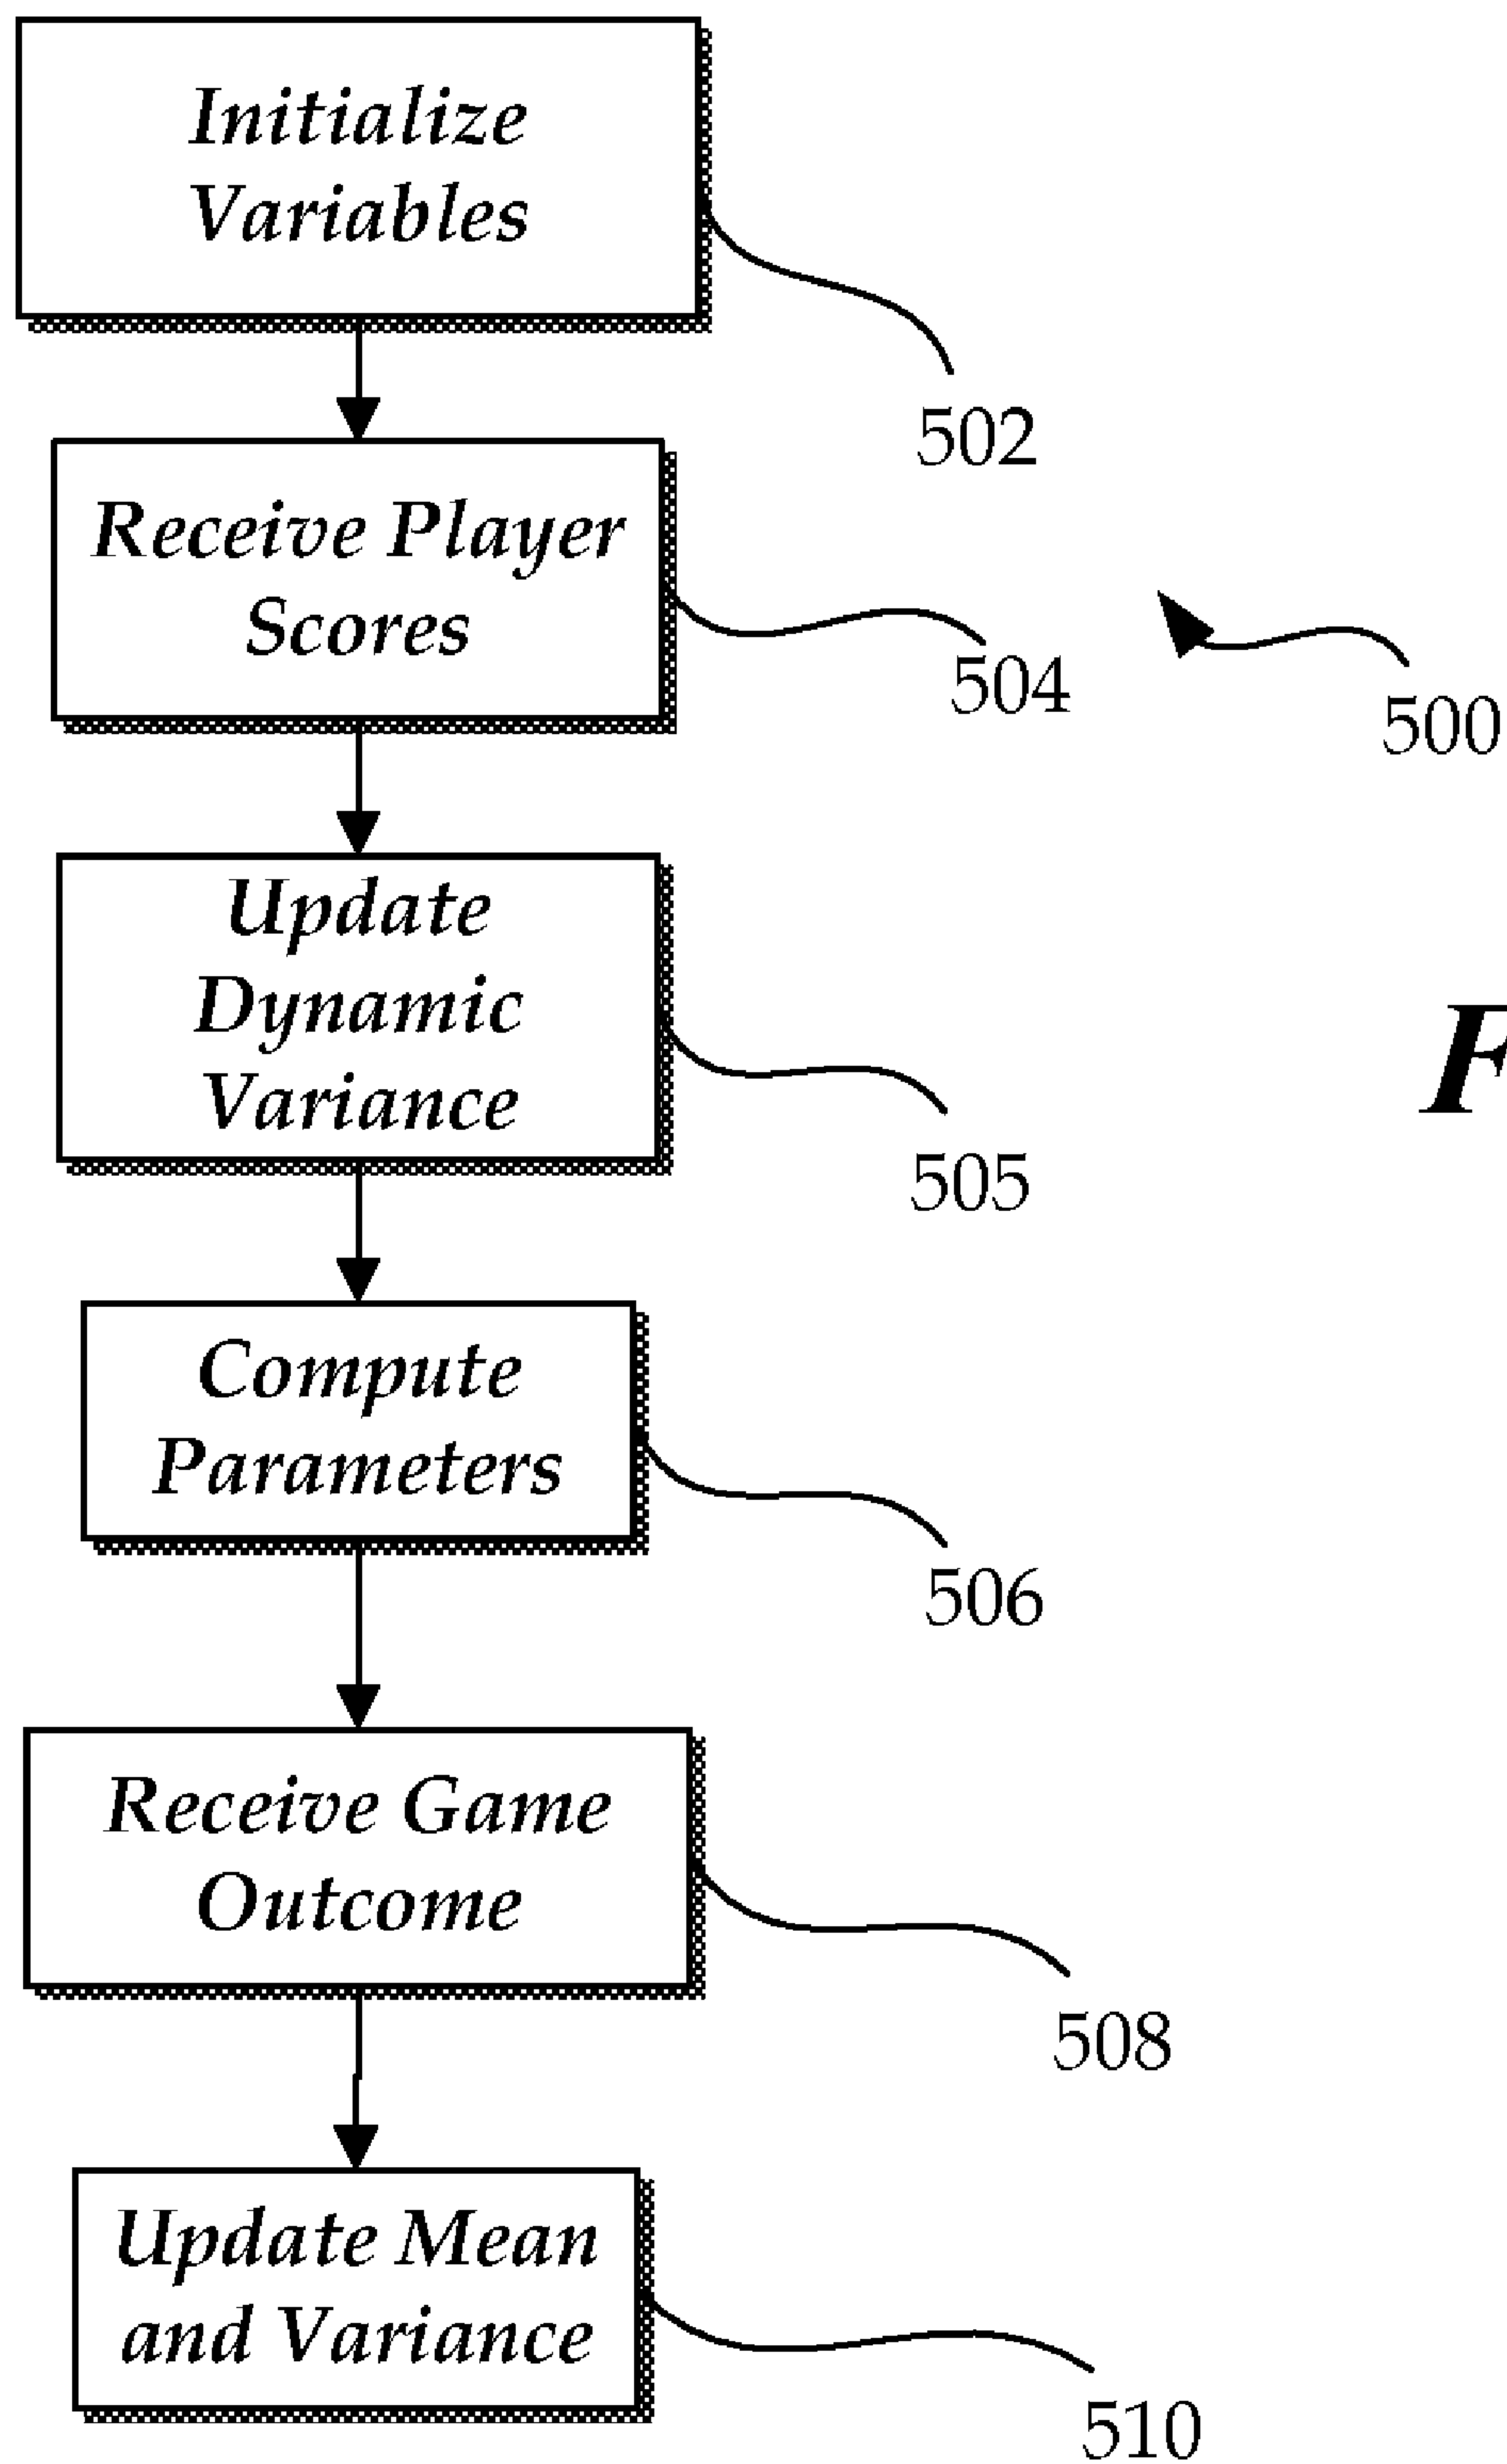 Initialize
Variables
502
Receive Player
Scores
504
500
Update
Dynamic
Variance
F
505
Compute
Parameters
506
Receive Game
Outcome
508
Update Mean
and Variance
510